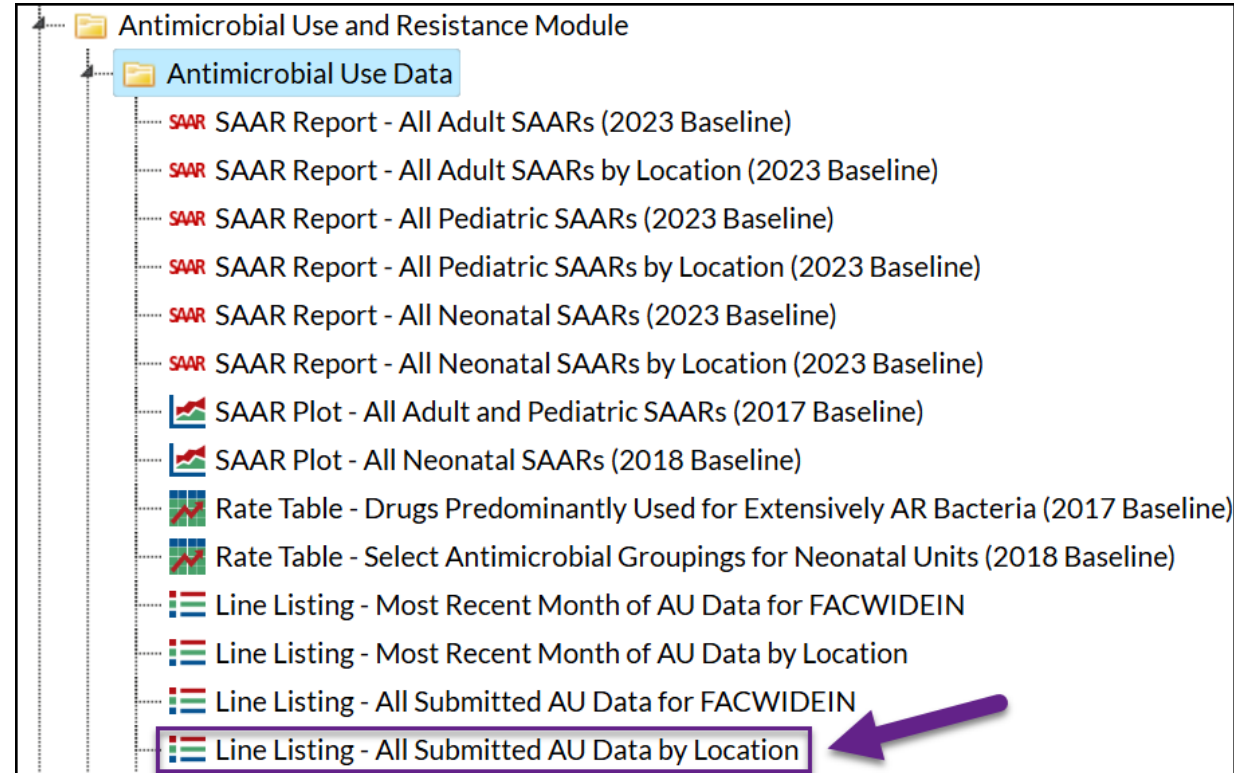 Antimicrobial Use and Resistance Module
Antimicrobial Use Data
SAAR SAAR Report - All Adult SAARs (2023 Baseline)
SAAR SAAR Report - All Adult SAARs by Location (2023 Baseline)
SAAR SAAR Report - All Pediatric SAARs (2023 Baseline)
SAAR SAAR Report - All Pediatric SAARs by Location (2023 Baseline)
SAAR SAAR Report - All Neonatal SAARs (2023 Baseline)
SAAR SAAR Report - All Neonatal SAARs by Location (2023 Baseline)
SAAR Plot - All Adult and Pediatric SAARs (2017 Baseline)
SAAR Plot - All Neonatal SAARs (2018 Baseline)
Rate Table - Drugs Predominantly Used for Extensively AR Bacteria (2017 Baseline)
Rate Table - Select Antimicrobial Groupings for Neonatal Units (2018 Baseline)
Line Listing - Most Recent Month of AU Data for FACWIDEIN
Line Listing - Most Recent Month of AU Data by Location
Line Listing - All Submitted AU Data for FACWIDEIN
Line Listing - All Submitted AU Data by Location